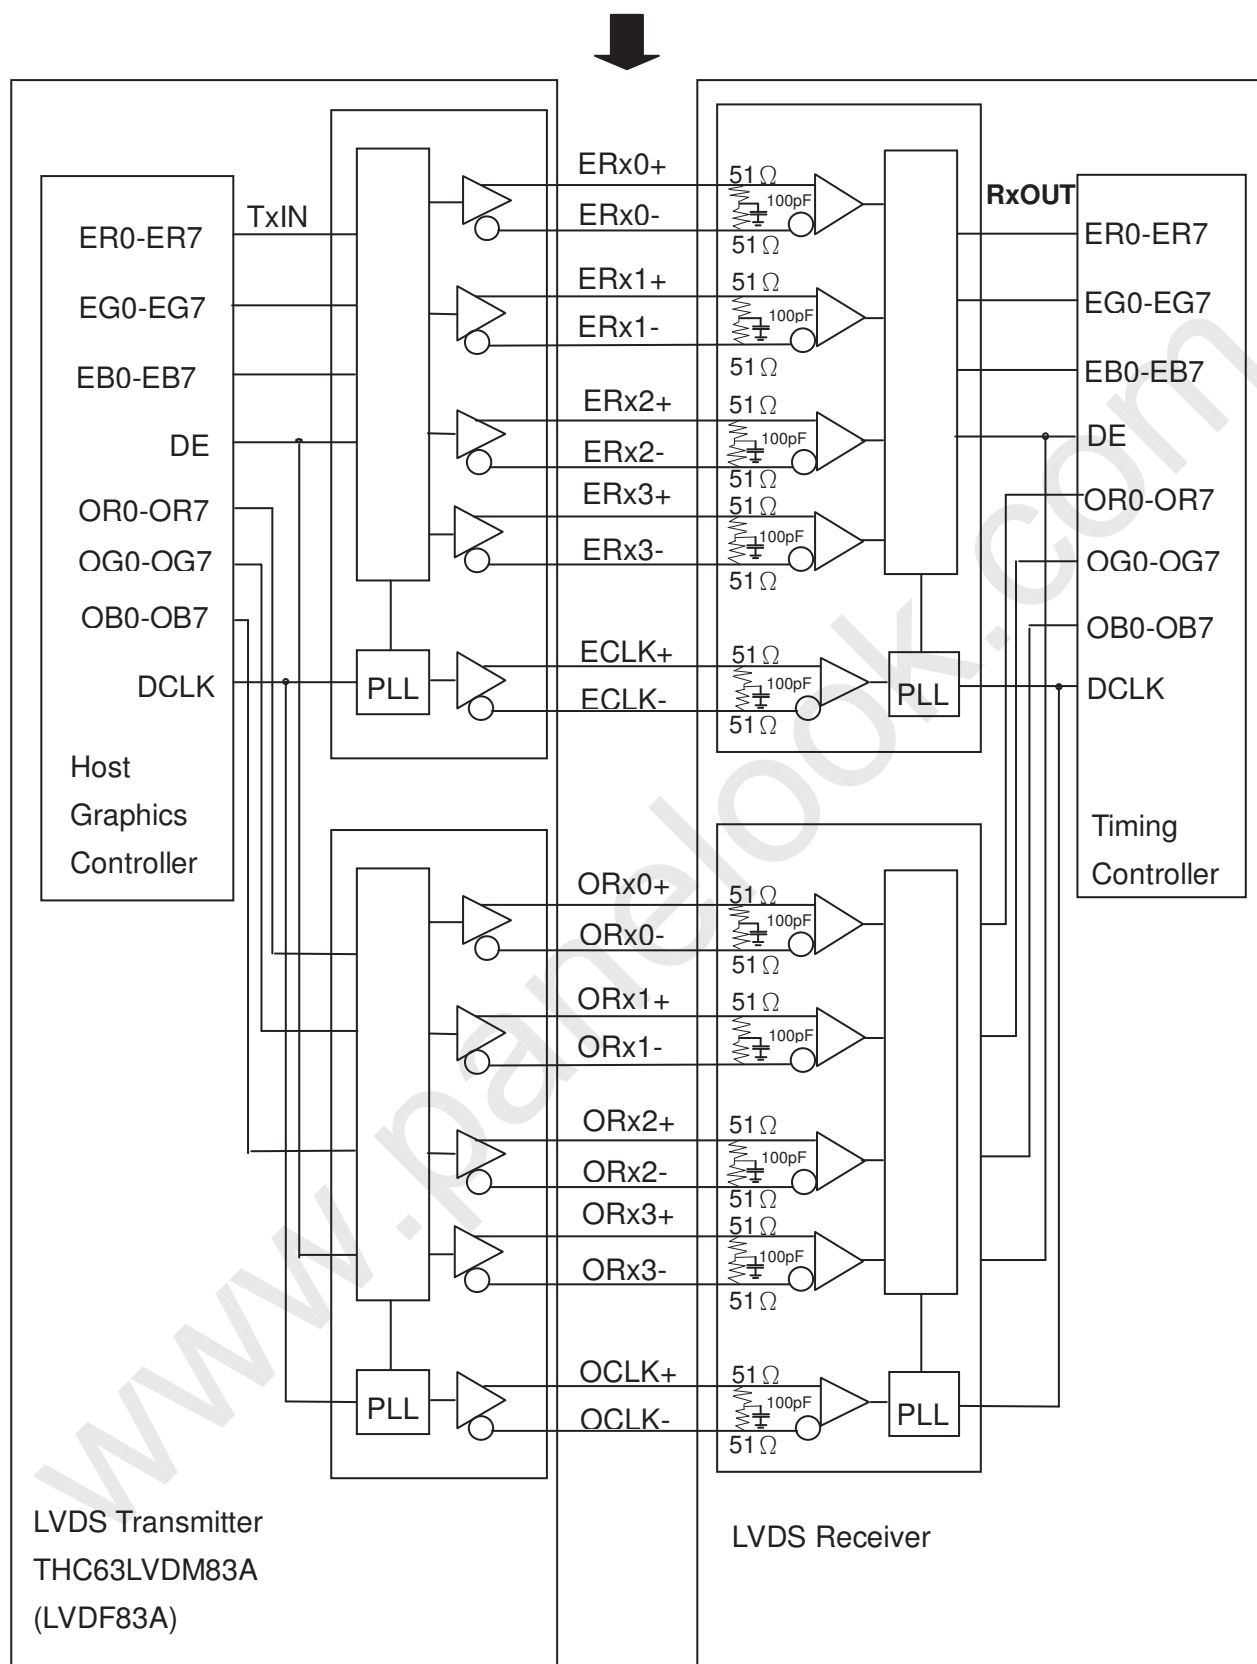 ERx0+
51Ω
TxIN
100pF
RxOUT
ERx0-
ER0-ER7
51Ω
ER0-ER7
ERx1+
51Ω
EG0-EG7
100pF
EG0-EG7
ERx1-
51Ω
EB0-EB7
EB0-EB7
ERx2+
51Ω
DE
100pF
DE
ERx2-
51Ω
ERx3+
51Ω
OR0-OR7
OR0-OR7
100pF
ERx3-
OG0-OG7
OG0-OG7
51Ω
OB0-OB7
OB0-OB7
ECLK+
51Ω
DCLK
PLL
100pF
PLL
DCLK
ECLK-
51Ω
Host
Graphics
Controller
Timing
Controller
ORx0+
51Ω
100pF
ORx0-
51Ω
ORx1+
51Ω
100pF
ORx1-
51Ω
ORx2+
51Ω
100pF
ORx2-
51Ω
ORx3+
51Ω
100pF
ORx3-
51Ω
OCLK+
51Ω
PLL
100pF
PLL
OCLK-
51Ω
LVDS Transmitter
THC63LVDM83A
(LVDF83A)
LVDS Receiver
www.panelook.com